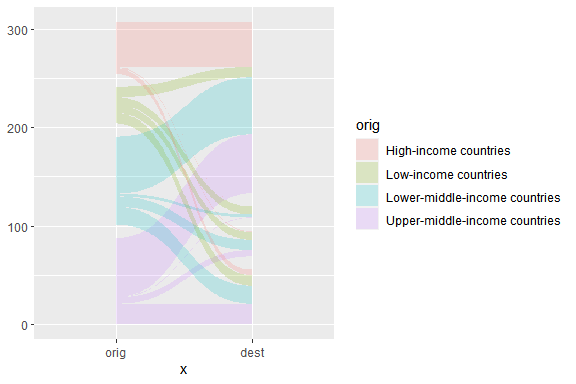 300
200
100
0
orig
dest
x
orig
High-income countries
Low-income countries
Lower-middle-income countries
Upper-middle-income countries